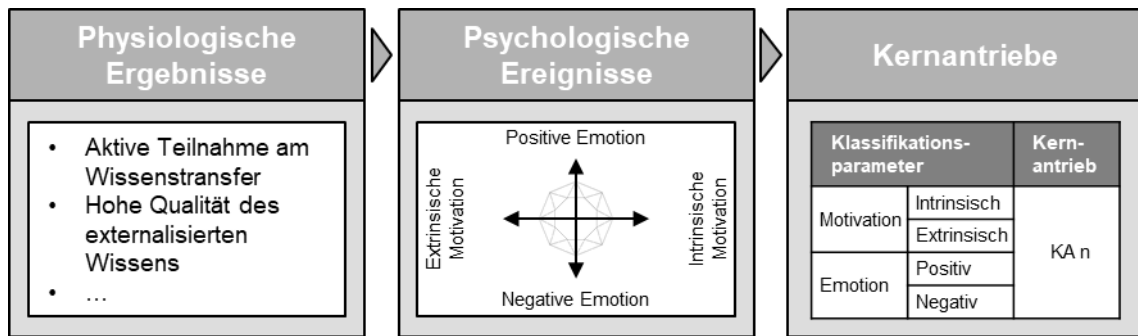 Physiologische
Ergebnisse
• Aktive Teilnahme am
Wissenstransfer
• Hohe Qualität des
externalisierten
Wissens
• …
Psychologische
Ereignisse
Positive Emotion
Extrinsische
Motivation
Intrinsische
Motivation
Negative Emotion
Kernantriebe
Klassifikations-
parameter
Kern-
antrieb
Motivation
Intrinsisch
Extrinsisch
Emotion
Positiv
Negativ
KA n